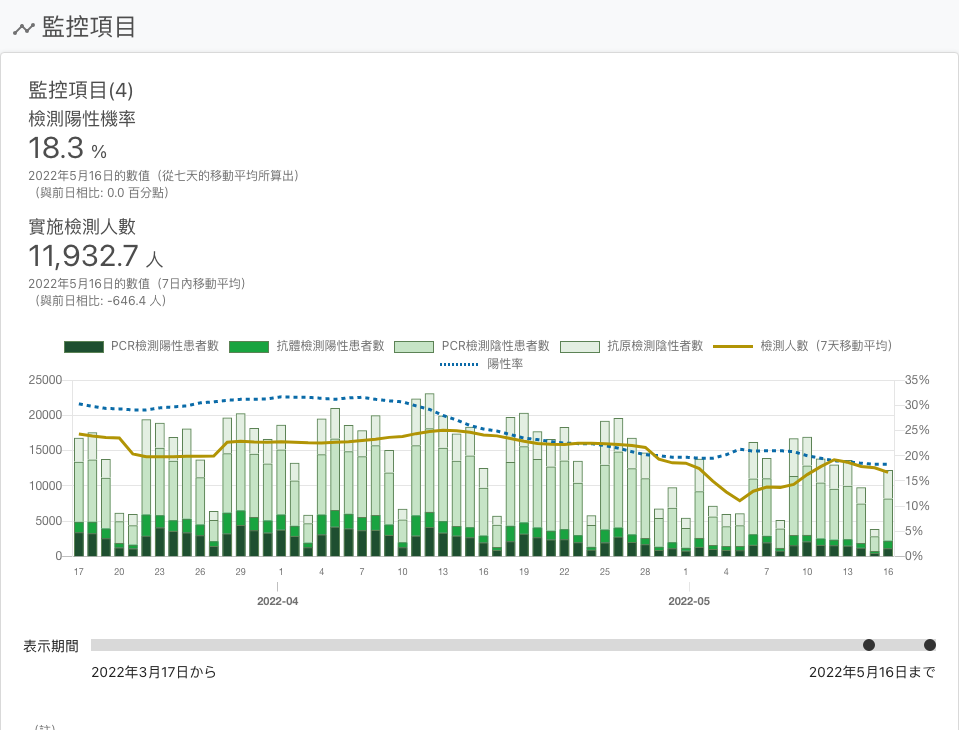 監控項目
監控項目(4)
檢測陽性機率
18.3 %
2022年5月16日的數值（從七天的移動平均所算出）
（與前日相比: 0.0 百分點）
實施檢測人數
11,932.7 人
2022年5月16日的數值（7日內移動平均）
（與前日相比: -646.4 人）
PCR檢測陽性患者數 抗體檢測陽性患者數 PCR檢測陰性患者數 抗原檢測陰性者數 檢測人數（7天移動平均）
陽性率
25000 35%
20000 30%
15000 25%
10000 20%
5000 15%
0 10%
5%
0%
17 20 23 26 29 1 4 7 10 13 16 19 22 25 28 1 4 7 10 13 16
2022-04 2022-05
表示期間
2022年3月17日から 2022年5月16日まで